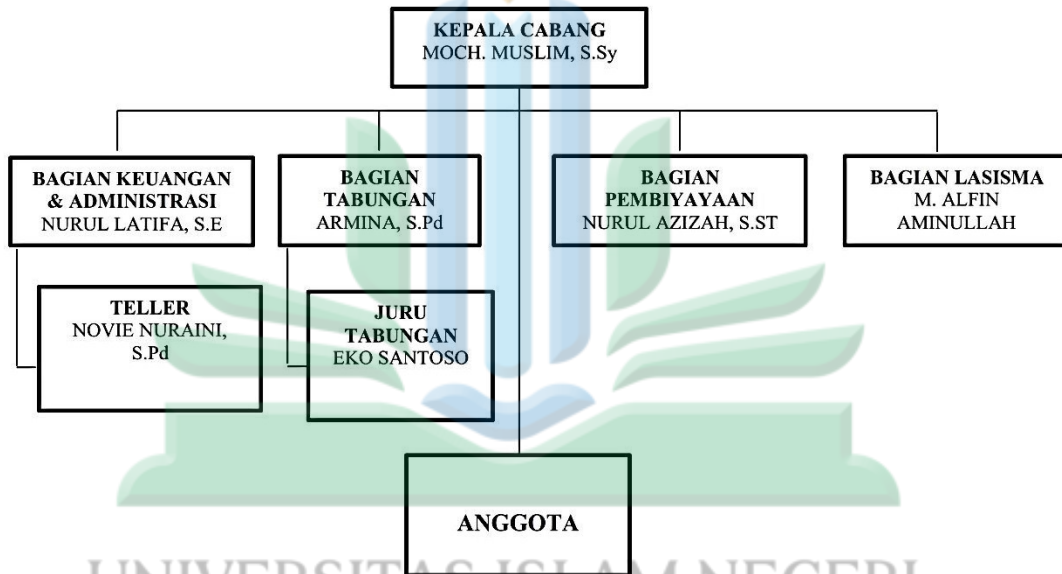 KEPALA CABANG
MOCH. MUSLIM, S.Sy
BAGIAN KEUANGAN
& ADMINISTRASI
NURUL LATIFA, S.E
BAGIAN
TABUNGAN
ARMINA, S.Pd
BAGIAN
PEMBIYAYAAN
NURUL AZIZAH, S.ST
BAGIAN LASISMA
M. ALFIN
AMINULLAH
TELLER
NOVIE NURAINI,
S.Pd
JURU
TABUNGAN
EKO SANTOSO
ANGGOTA
UNIVERSITAS ISLAM NEGERI